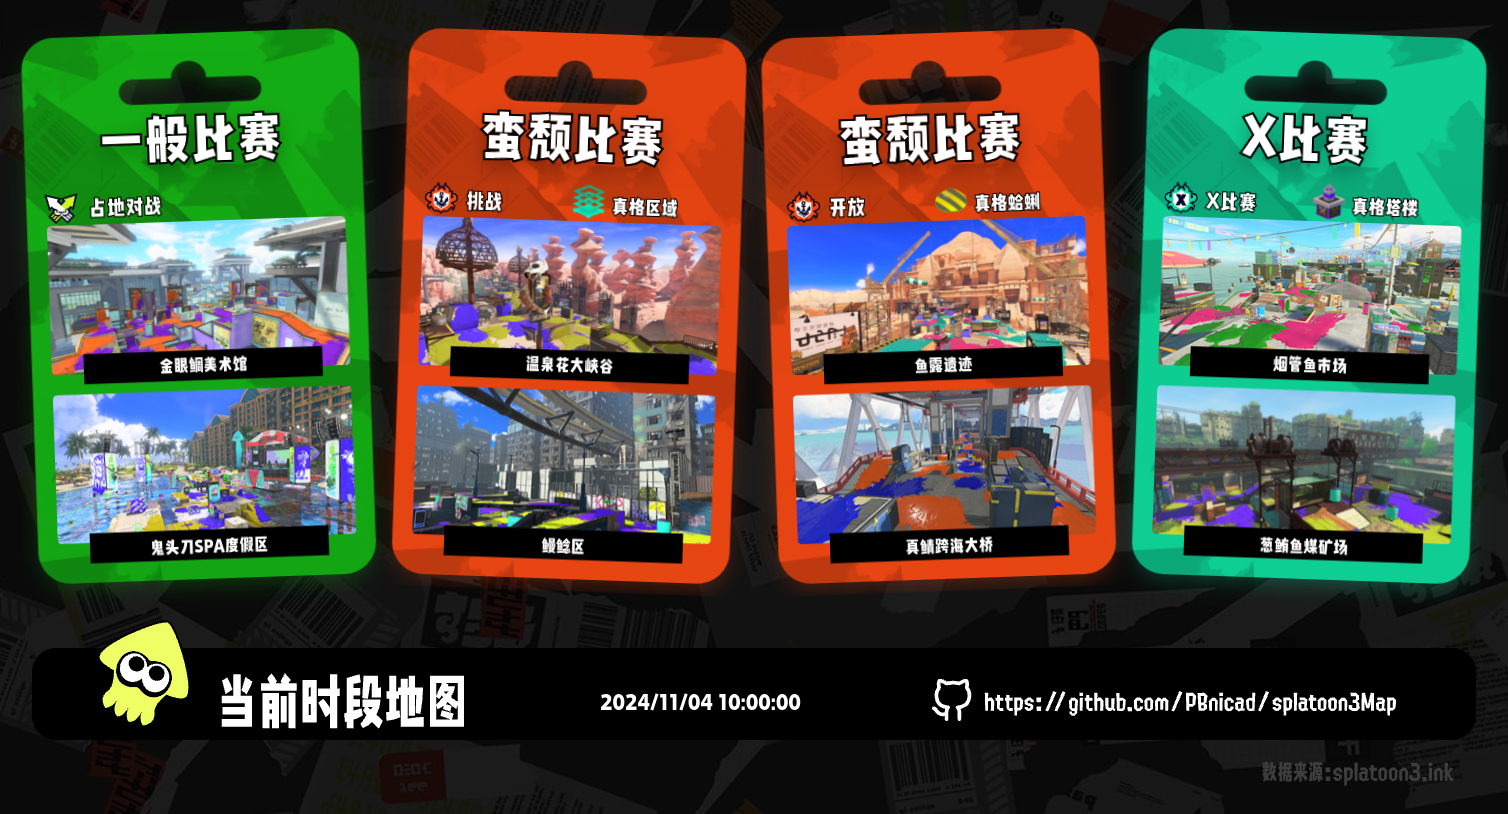 一般比赛
占地对战
金眼鲷美术馆
鬼头刀SPA度假区
蛮颓比赛
挑战
真格区域
温泉花大峡谷
鳗鲶区
蛮颓比赛
开放
真格蛤蜊
鱼露遗迹
真鲭跨海大桥
X比赛
X比赛
真格塔楼
烟管鱼市场
葱鲔鱼煤矿场
当前时段地图
2024/11/04 10:00:00
https://github.com/PBnicad/splatoon3Map
数据来源:splatoon3.ink